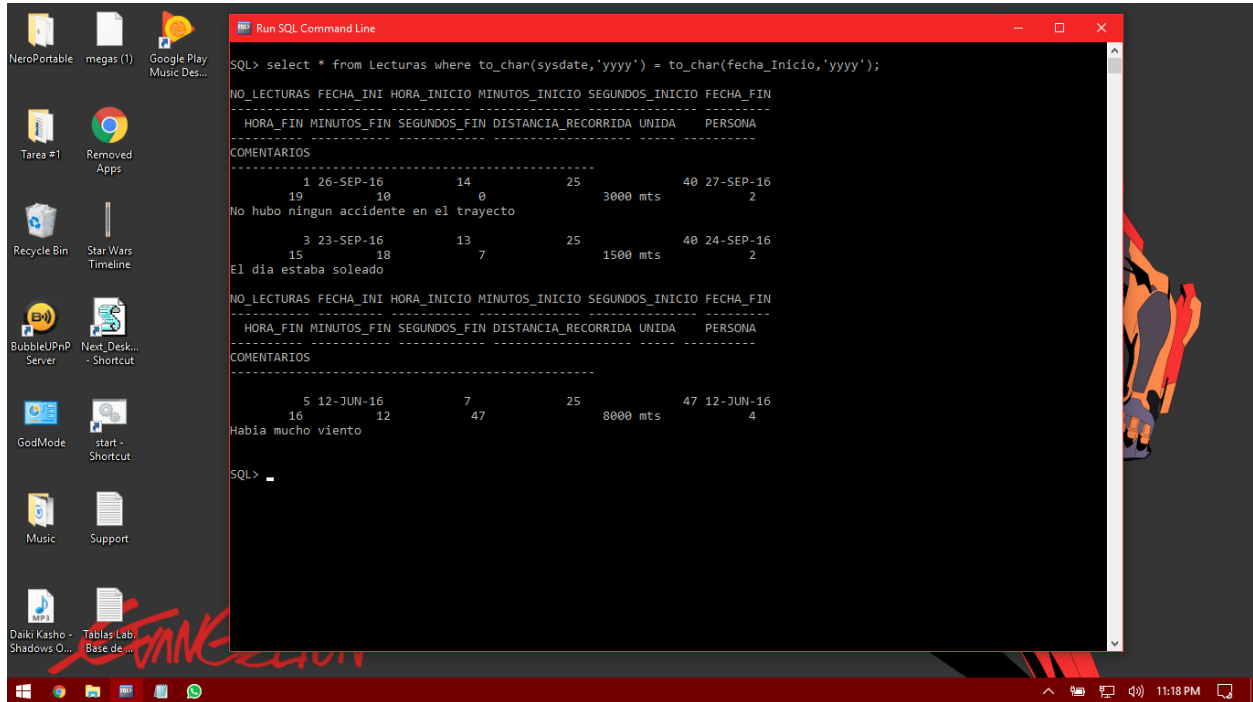 NeroPortable
megas (1)
Google Play
Music Des...
Tarea #1
Removed
Apps
Recycle Bin
Star Wars
Timeline
BubbleUPnP
Server
Next_Desk...
- Shortcut
GodMode
start -
Shortcut
Music
Support
MP3
Daiki Kasho -
Shadows O...
Tablas Lab.
Base de ...
EVANGELION
Run SQL Command Line
SQL> select * from Lecturas where to_char(sysdate,'yyyy') = to_char(fecha_Inicio,'yyyy');
NO_LECTURAS FECHA_INI HORA_INICIO MINUTOS_INICIO SEGUNDOS_INICIO FECHA_FIN
----------- --------- ----------- -------------- --------------- ---------
HORA_FIN MINUTOS_FIN SEGUNDOS_FIN DISTANCIA_RECORRIDA UNIDA PERSONA
---------- ----------- ------------ ------------------- ----- ----------
COMENTARIOS
--------------------------------------------------
1 26-SEP-16 14 25 40 27-SEP-16
19 10 0 3000 mts 2
No hubo ningun accidente en el trayecto
3 23-SEP-16 13 25 40 24-SEP-16
15 18 7 1500 mts 2
El dia estaba soleado
NO_LECTURAS FECHA_INI HORA_INICIO MINUTOS_INICIO SEGUNDOS_INICIO FECHA_FIN
----------- --------- ----------- -------------- --------------- ---------
HORA_FIN MINUTOS_FIN SEGUNDOS_FIN DISTANCIA_RECORRIDA UNIDA PERSONA
---------- ----------- ------------ ------------------- ----- ----------
COMENTARIOS
--------------------------------------------------
5 12-JUN-16 7 25 47 12-JUN-16
16 12 47 8000 mts 4
Habia mucho viento
SQL>
11:18 PM